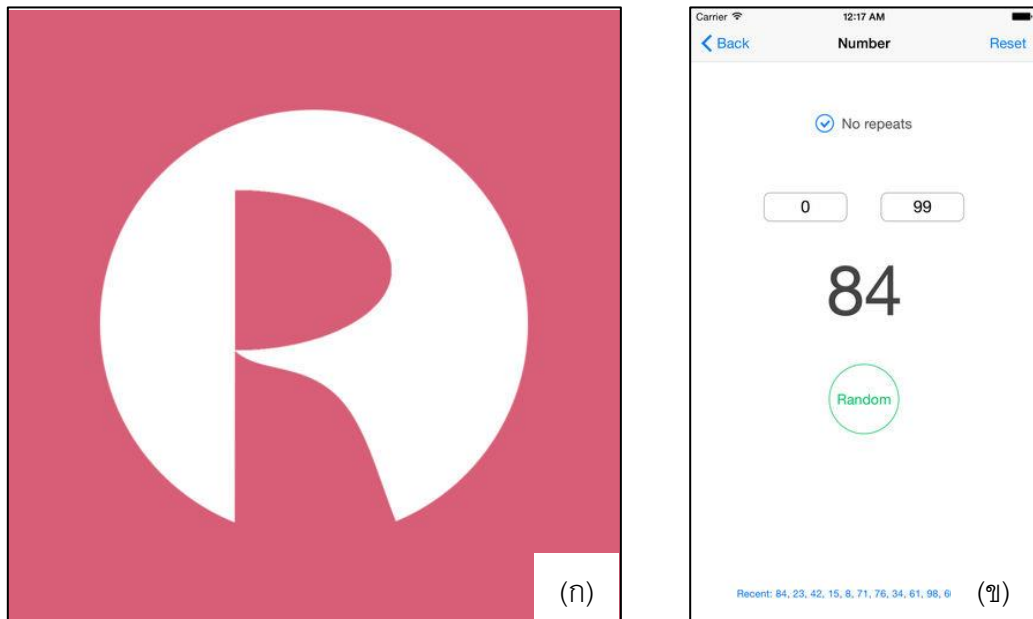 R
(ก)
Carrier 12:17 AM
Back Number Reset
No repeats
0 99
84
Random
Recent: 84, 23, 42, 15, 8, 71, 76, 34, 61, 98,
(ข)